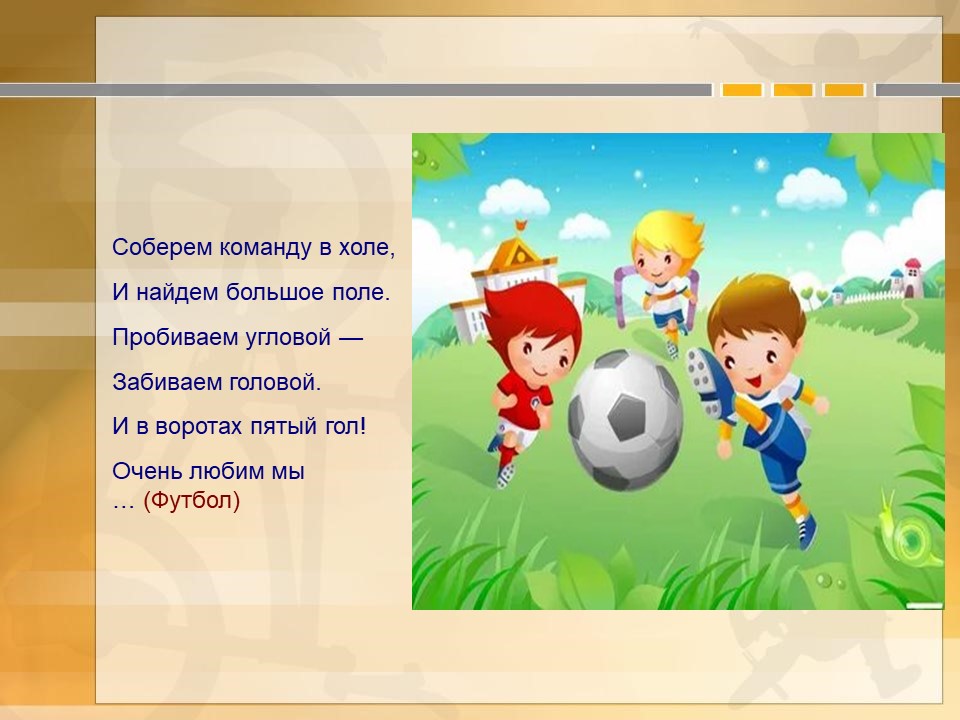 Соберем команду в холе,
И найдем большое поле.
Пробиваем угловой —
Забиваем головой.
И в воротах пятый гол!
Очень любим мы
… (Футбол)